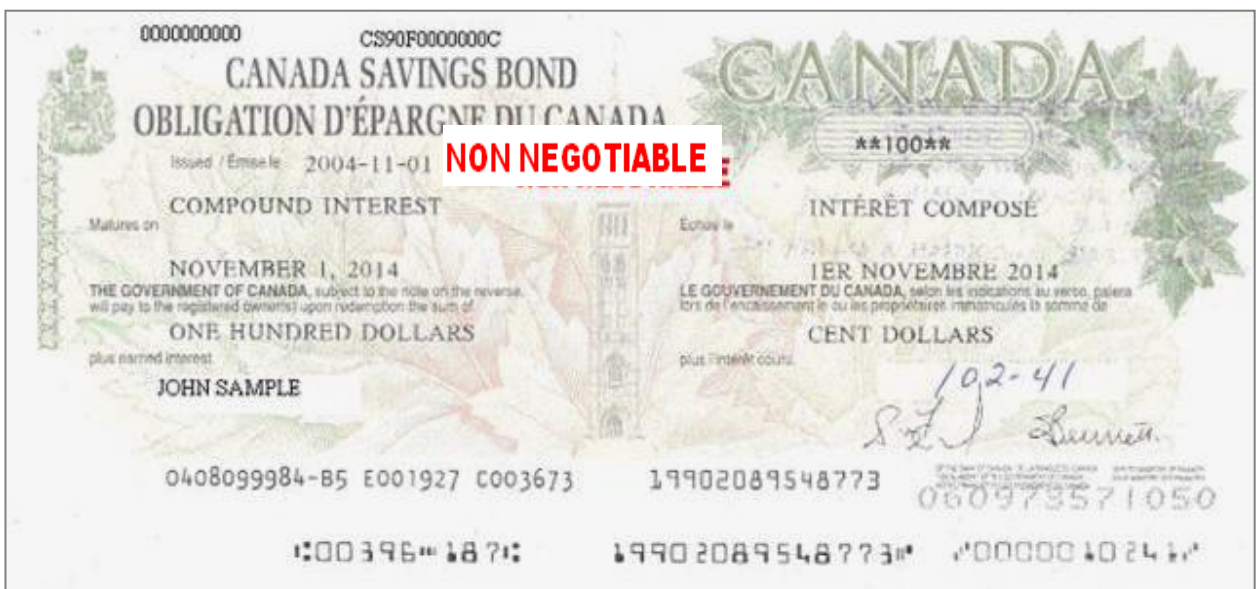 0000000000 CS90F0000000C
CANADA SAVINGS BOND
OBLIGATION D'ÉPARGNE DU CANADA
CANADA
**100**
Issued / Émise le 2004-11-01
NON NEGOTIABLE
COMPOUND INTEREST
INTÉRÊT COMPOSÉ
Matures on
Échoit le
NOVEMBER 1, 2014
1ER NOVEMBRE 2014
THE GOVERNMENT OF CANADA, subject to the note on the reverse,
will pay to the registered owner(s) upon redemption the sum of
LE GOUVERNEMENT DU CANADA, selon les indications au verso, paiera
lors de l'encaissement le ou les propriétaires immatriculés la somme de
ONE HUNDRED DOLLARS
CENT DOLLARS
plus earned interest.
plus l'intérêt couru.
JOHN SAMPLE
102-41
Bennett
0408099984-B5 E001927 C003673 19902089548773
060979571050
00396 187 19902089548773 0000010241